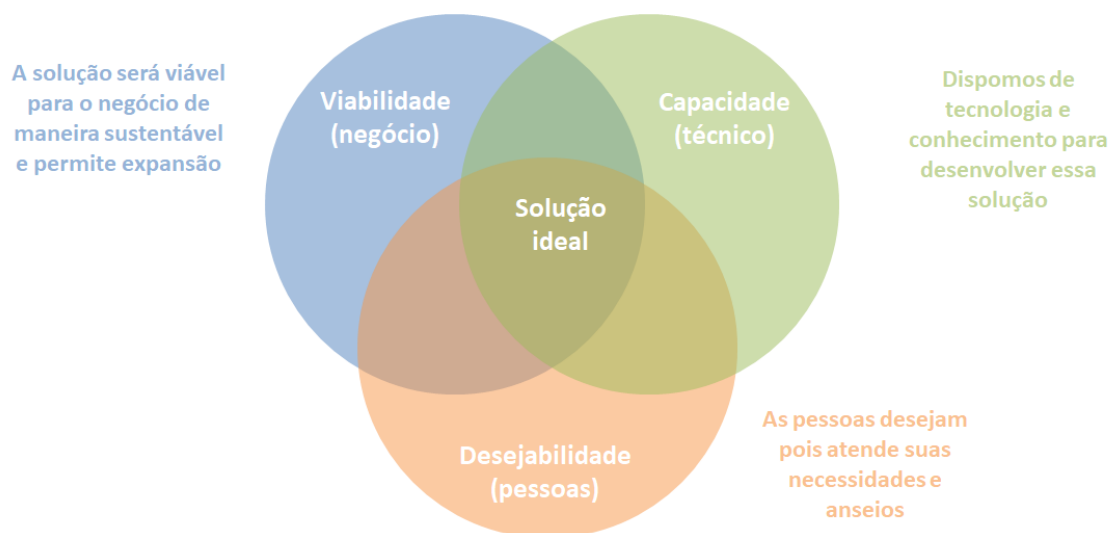 A solução será viável
para o negócio de
maneira sustentável
e permite expansão
Viabilidade
(negócio)
Capacidade
(técnico)
Dispomos de
tecnologia e
conhecimento para
desenvolver essa
solução
Solução
ideal
Desejabilidade
(pessoas)
As pessoas desejam
pois atende suas
necessidades e
anseios